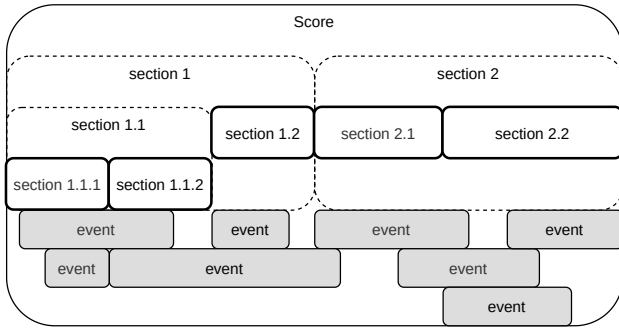 Score
section 1
section 2
section 1.1
section 1.2
section 2.1
section 2.2
section 1.1.1
section 1.1.2
event
event
event
event
event
event
event
event